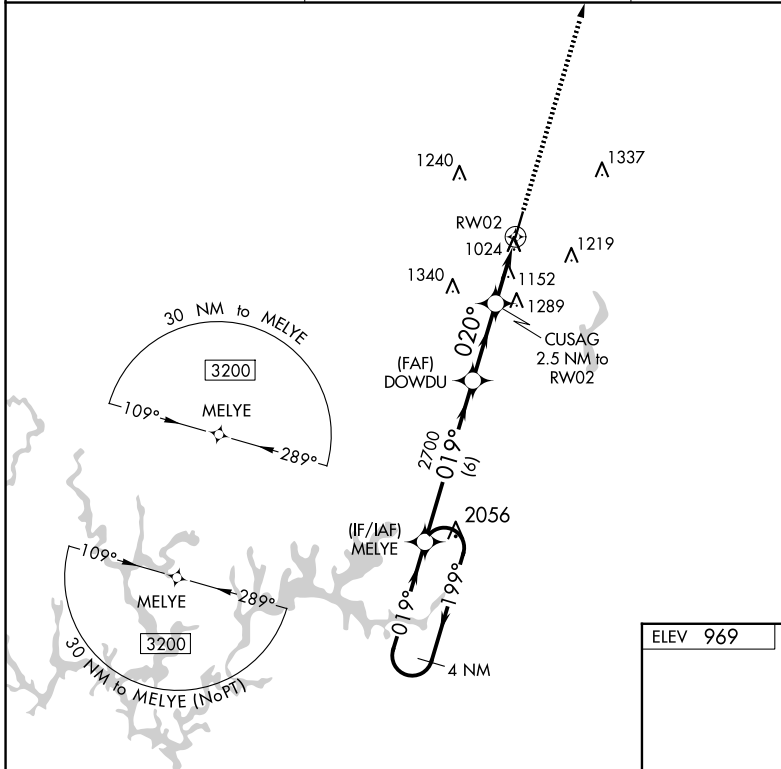 1240
1337
RW02
1024
1219
1340
1152
1289
30 NM to MELYE
3200
020°
CUSAG
2.5 NM to
RW02
(FAF)
DOWDU
109°
MELYE
289°
2700
019°
(6)
(IF/IAF)
MELYE
2056
109°
MELYE
289°
3200
30 NM to MELYE (NoPT)
019°
199°
4 NM
ELEV 969